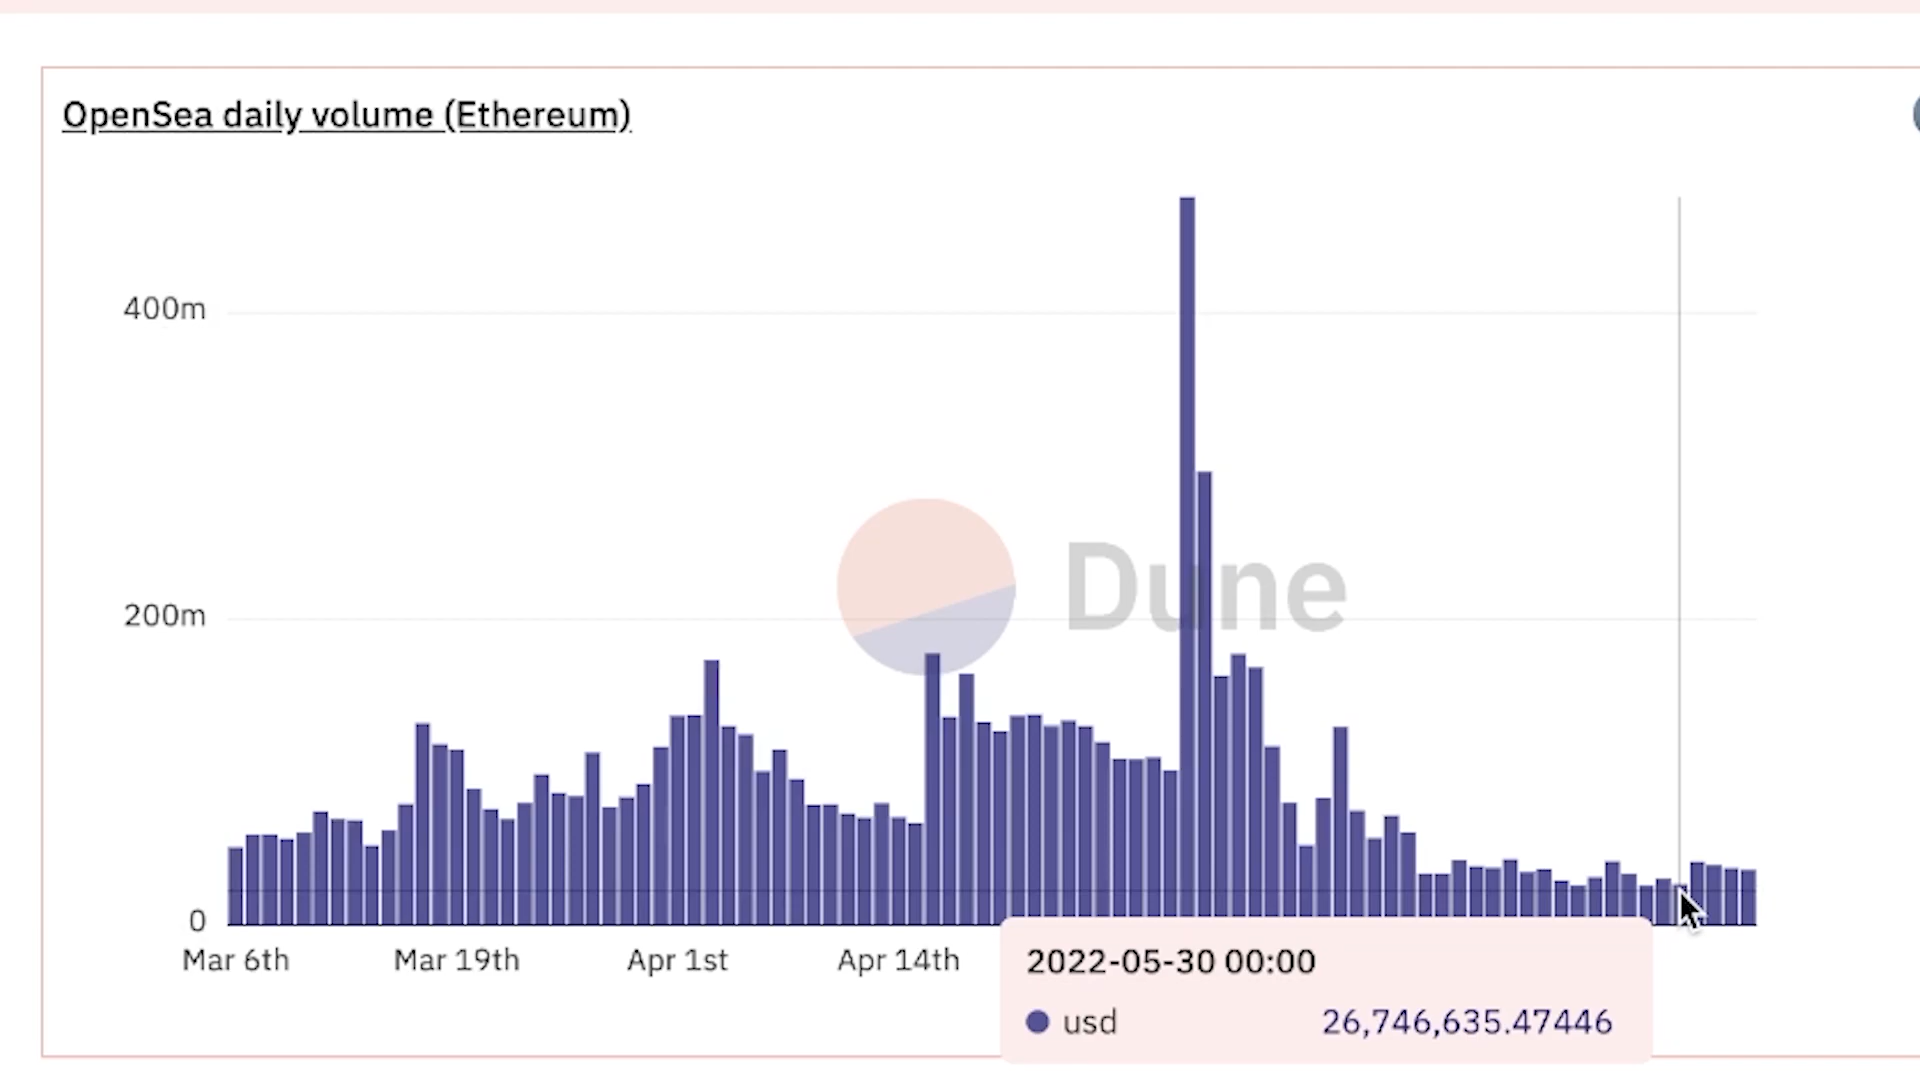 OpenSea daily volume (Ethereum)
400m
200m
0
Dune
Mar 6th
Mar 19th
Apr 1st
Apr 14th
2022-05-30 00:00
usd 26,746,635.47446